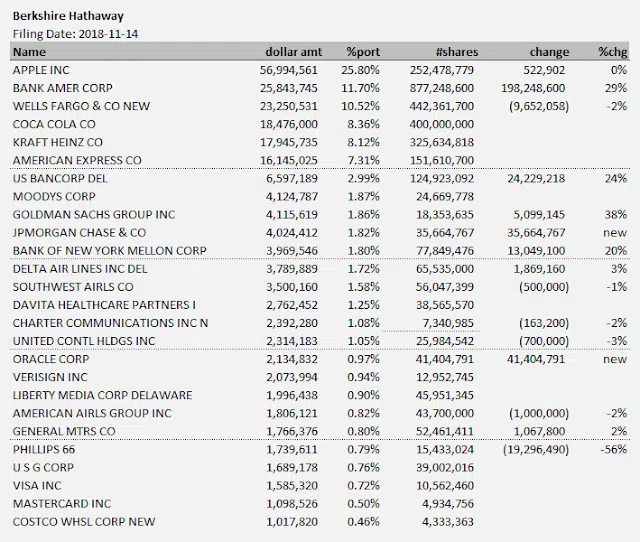 Berkshire Hathaway
Filing Date: 2018-11-14
Name dollar amt %port #shares change %chg
APPLE INC 56,994,561 25.80% 252,478,779 522,902 0%
BANK AMER CORP 25,843,745 11.70% 877,248,600 198,248,600 29%
WELLS FARGO & CO NEW 23,250,531 10.52% 442,361,700 (9,652,058) -2%
COCA COLA CO 18,476,000 8.36% 400,000,000
KRAFT HEINZ CO 17,945,735 8.12% 325,634,818
AMERICAN EXPRESS CO 16,145,025 7.31% 151,610,700
US BANCORP DEL 6,597,189 2.99% 124,923,092 24,229,218 24%
MOODYS CORP 4,124,787 1.87% 24,669,778
GOLDMAN SACHS GROUP INC 4,115,619 1.86% 18,353,635 5,099,145 38%
JPMORGAN CHASE & CO 4,024,412 1.82% 35,664,767 35,664,767 new
BANK OF NEW YORK MELLON CORP 3,969,546 1.80% 77,849,476 13,049,100 20%
DELTA AIR LINES INC DEL 3,789,889 1.72% 65,535,000 1,869,160 3%
SOUTHWEST AIRLS CO 3,500,160 1.58% 56,047,399 (500,000) -1%
DAVITA HEALTHCARE PARTNERS I 2,762,452 1.25% 38,565,570
CHARTER COMMUNICATIONS INC N 2,392,280 1.08% 7,340,985 (163,200) -2%
UNITED CONTL HLDGS INC 2,314,183 1.05% 25,984,542 (700,000) -3%
ORACLE CORP 2,134,832 0.97% 41,404,791 41,404,791 new
VERISIGN INC 2,073,994 0.94% 12,952,745
LIBERTY MEDIA CORP DELAWARE 1,996,438 0.90% 45,951,345
AMERICAN AIRLS GROUP INC 1,806,121 0.82% 43,700,000 (1,000,000) -2%
GENERAL MTRS CO 1,766,376 0.80% 52,461,411 1,067,800 2%
PHILLIPS 66 1,739,611 0.79% 15,433,024 (19,296,490) -56%
U S G CORP 1,689,178 0.76% 39,002,016
VISA INC 1,585,320 0.72% 10,562,460
MASTERCARD INC 1,098,526 0.50% 4,934,756
COSTCO WHSL CORP NEW 1,017,820 0.46% 4,333,363